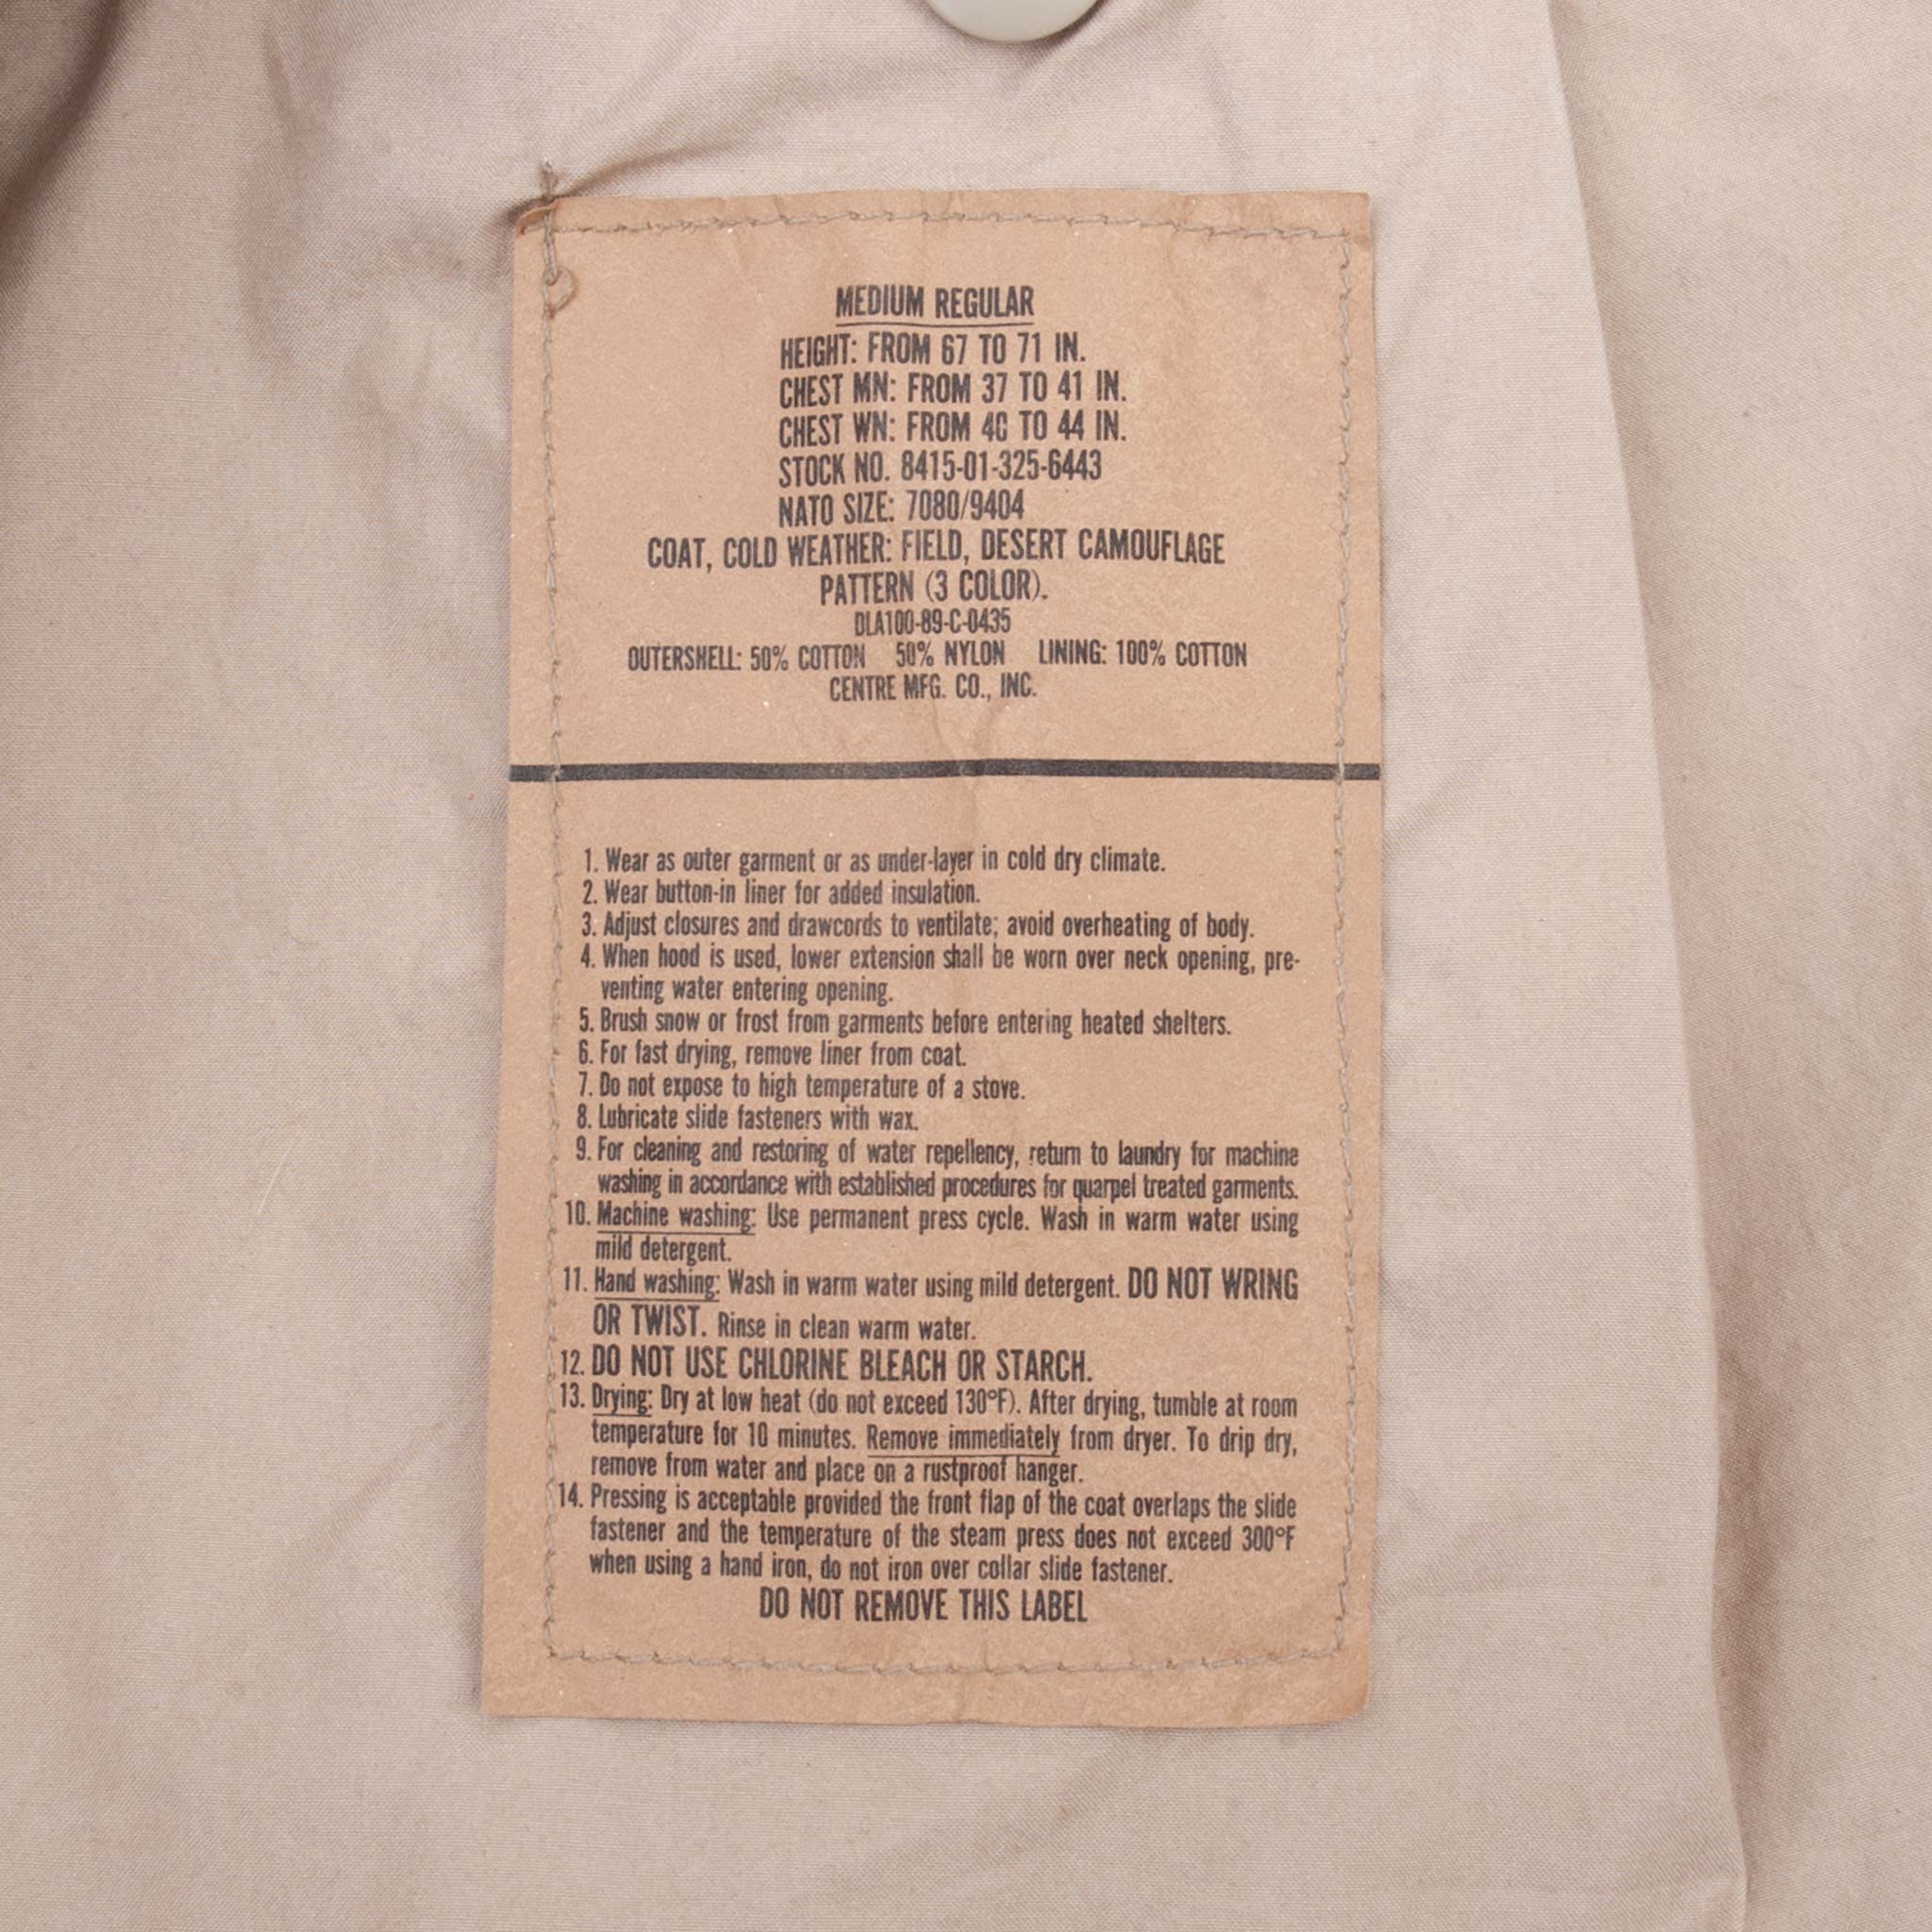 MEDIUM REGULAR
HEIGHT: FROM 67 TO 71 IN.
CHEST MN: FROM 37 TO 41 IN.
CHEST WN: FROM 40 TO 44 IN.
STOCK NO. 8415-01-325-6443
NATO SIZE: 7080/9404
COAT, COLD WEATHER: FIELD, DESERT CAMOUFLAGE
PATTERN (3 COLOR).
DLA100-89-C-0435
OUTERSHELL: 50% COTTON 50% NYLON LINING: 100% COTTON
CENTRE MFG. CO., INC.
1. Wear as outer garment or as under-layer in cold dry climate.
2. Wear button-in liner for added insulation.
3. Adjust closures and drawcords to ventilate; avoid overheating of body.
4. When hood is used, lower extension shall be worn over neck opening, pre-
venting water entering opening.
5. Brush snow or frost from garments before entering heated shelters.
6. For fast drying, remove liner from coat.
7. Do not expose to high temperature of a stove.
8. Lubricate slide fasteners with wax.
9. For cleaning and restoring of water repellency, return to laundry for machine
washing in accordance with established procedures for quarpel treated garments.
10. Machine washing: Use permanent press cycle. Wash in warm water using
mild detergent.
11. Hand washing: Wash in warm water using mild detergent. DO NOT WRING
OR TWIST. Rinse in clean warm water.
12. DO NOT USE CHLORINE BLEACH OR STARCH.
13. Drying: Dry at low heat (do not exceed 130°F). After drying, tumble at room
temperature for 10 minutes. Remove immediately from dryer. To drip dry,
remove from water and place on a rustproof hanger.
14. Pressing is acceptable provided the front flap of the coat overlaps the slide
fastener and the temperature of the steam press does not exceed 300°F
when using a hand iron, do not iron over collar slide fastener.
DO NOT REMOVE THIS LABEL